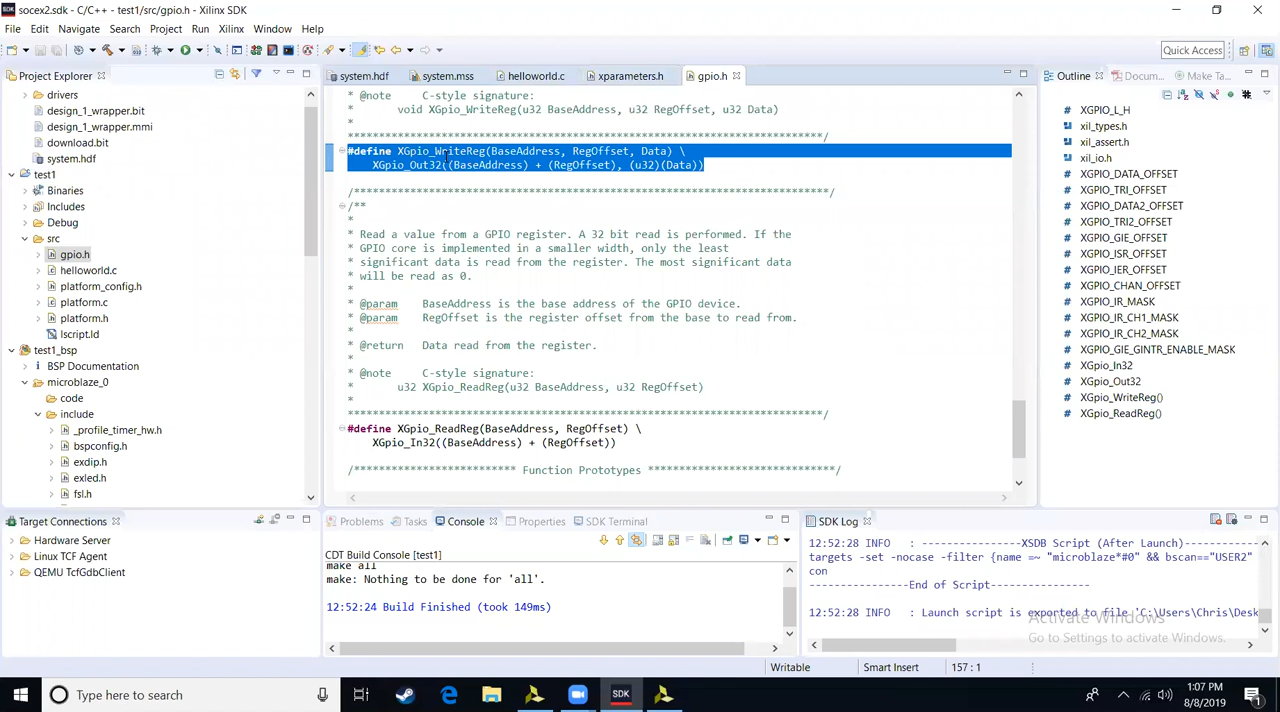 socex2.sdk - C/C++ - test1/src/gpio.h - Xilinx SDK
File Edit Navigate Search Project Run Xilinx Window Help
Quick Access
Project Explorer
drivers
design_1_wrapper.bit
design_1_wrapper.mmi
download.bit
system.hdf
test1
Binaries
Includes
Debug
src
gpio.h
helloworld.c
platform_config.h
platform.c
platform.h
lscript.ld
test1_bsp
BSP Documentation
microblaze_0
code
include
_profile_timer_hw.h
bspconfig.h
exdip.h
exled.h
fsl.h
system.hdf system.mss helloworld.c xparameters.h gpio.h
* @note C-style signature:
* void XGpio_WriteReg(u32 BaseAddress, u32 RegOffset, u32 Data)
*
****************************************************************************/
#define XGpio_WriteReg(BaseAddress, RegOffset, Data) \
XGpio_Out32((BaseAddress) + (RegOffset), (u32)(Data))
/****************************************************************************/
/**
*
* Read a value from a GPIO register. A 32 bit read is performed. If the
* GPIO core is implemented in a smaller width, only the least
* significant data is read from the register. The most significant data
* will be read as 0.
*
* @param BaseAddress is the base address of the GPIO device.
* @param RegOffset is the register offset from the base to read from.
*
* @return Data read from the register.
*
* @note C-style signature:
* u32 XGpio_ReadReg(u32 BaseAddress, u32 RegOffset)
*
****************************************************************************/
#define XGpio_ReadReg(BaseAddress, RegOffset) \
XGpio_In32((BaseAddress) + (RegOffset))
/************************** Function Prototypes *****************************/
Outline Docum... Make Ta...
XGPIO_L_H
xil_types.h
xil_assert.h
xil_io.h
XGPIO_DATA_OFFSET
XGPIO_TRI_OFFSET
XGPIO_DATA2_OFFSET
XGPIO_TRI2_OFFSET
XGPIO_GIE_OFFSET
XGPIO_ISR_OFFSET
XGPIO_IER_OFFSET
XGPIO_CHAN_OFFSET
XGPIO_IR_MASK
XGPIO_IR_CH1_MASK
XGPIO_IR_CH2_MASK
XGPIO_GIE_GINTR_ENABLE_MASK
XGpio_In32
XGpio_Out32
XGpio_WriteReg()
XGpio_ReadReg()
Target Connections
Hardware Server
Linux TCF Agent
QEMU TcfGdbClient
Problems Tasks Console Properties SDK Terminal
CDT Build Console [test1]
make all
make: Nothing to be done for 'all'.
12:52:24 Build Finished (took 149ms)
SDK Log
12:52:28 INFO : ----------------XSDB Script (After Launch)-----------
targets -set -nocase -filter {name =~ "microblaze*#0" && bscan=="USER2"
con
----------------End of Script----------------
12:52:28 INFO : Launch script is exported to file 'C:\Users\Chris\Desk
Activate Windows
Go to Settings to activate Windows.
Writable Smart Insert 157 : 1
Type here to search
SDK
1:07 PM
8/8/2019
1